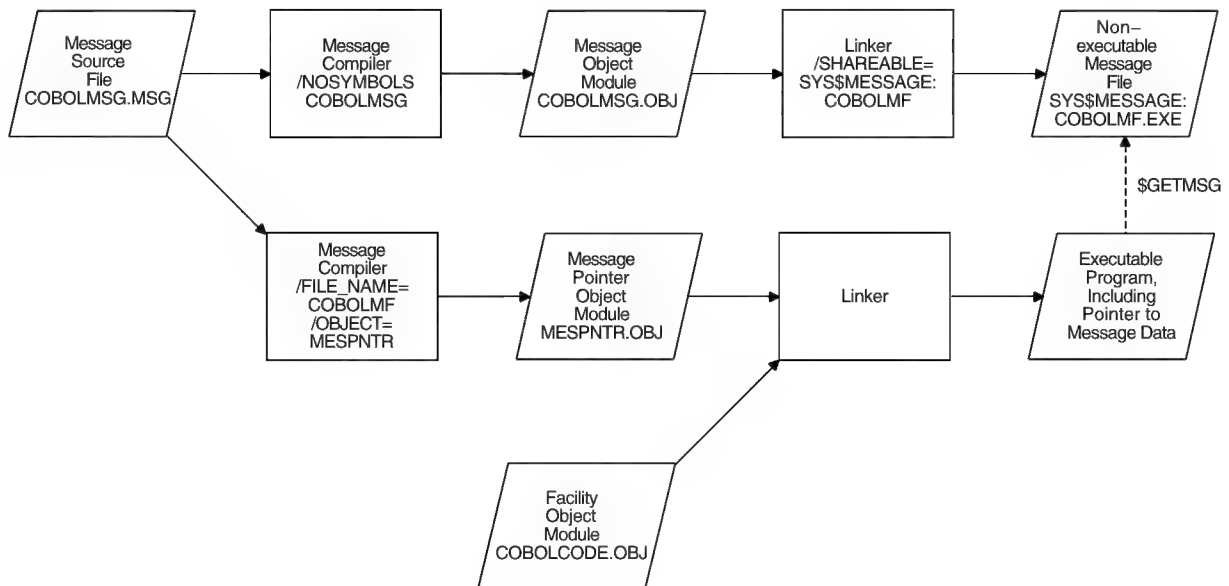 Message
Source
File
COBOLMSG.MSG
Message
Compiler
/NOSYMBOLS
COBOLMSG
Message
Object
Module
COBOLMSG.OBJ
Linker
/SHAREABLE=
SYS$MESSAGE:
COBOLMF
Non–
executable
Message
File
SYS$MESSAGE:
COBOLMF.EXE
$GETMSG
Message
Compiler
/FILE_NAME=
COBOLMF
/OBJECT=
MESPNTR
Message
Pointer
Object
Module
MESPNTR.OBJ
Linker
Executable
Program,
Including
Pointer to
Message Data
Facility
Object
Module
COBOLCODE.OBJ